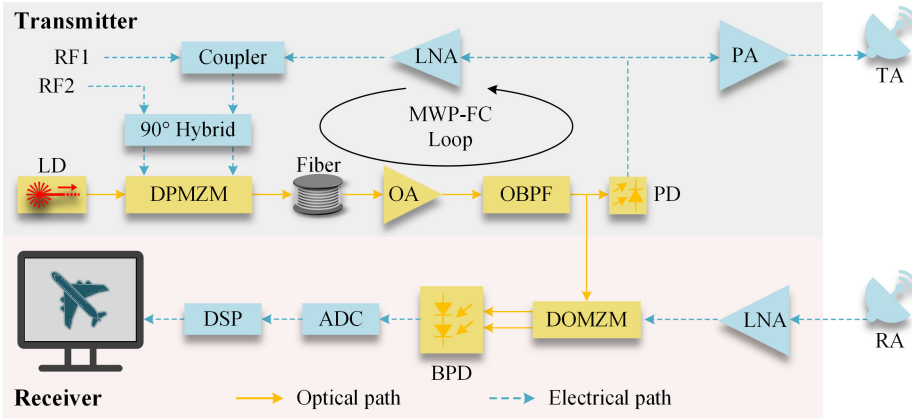 Transmitter
RF1
Coupler
LNA
PA
TA
RF2
MWP-FC
Loop
90° Hybrid
LD
Fiber
DPMZM
OA
OBPF
PD
DSP
ADC
DOMZM
LNA
RA
BPD
Receiver
Optical path
Electrical path